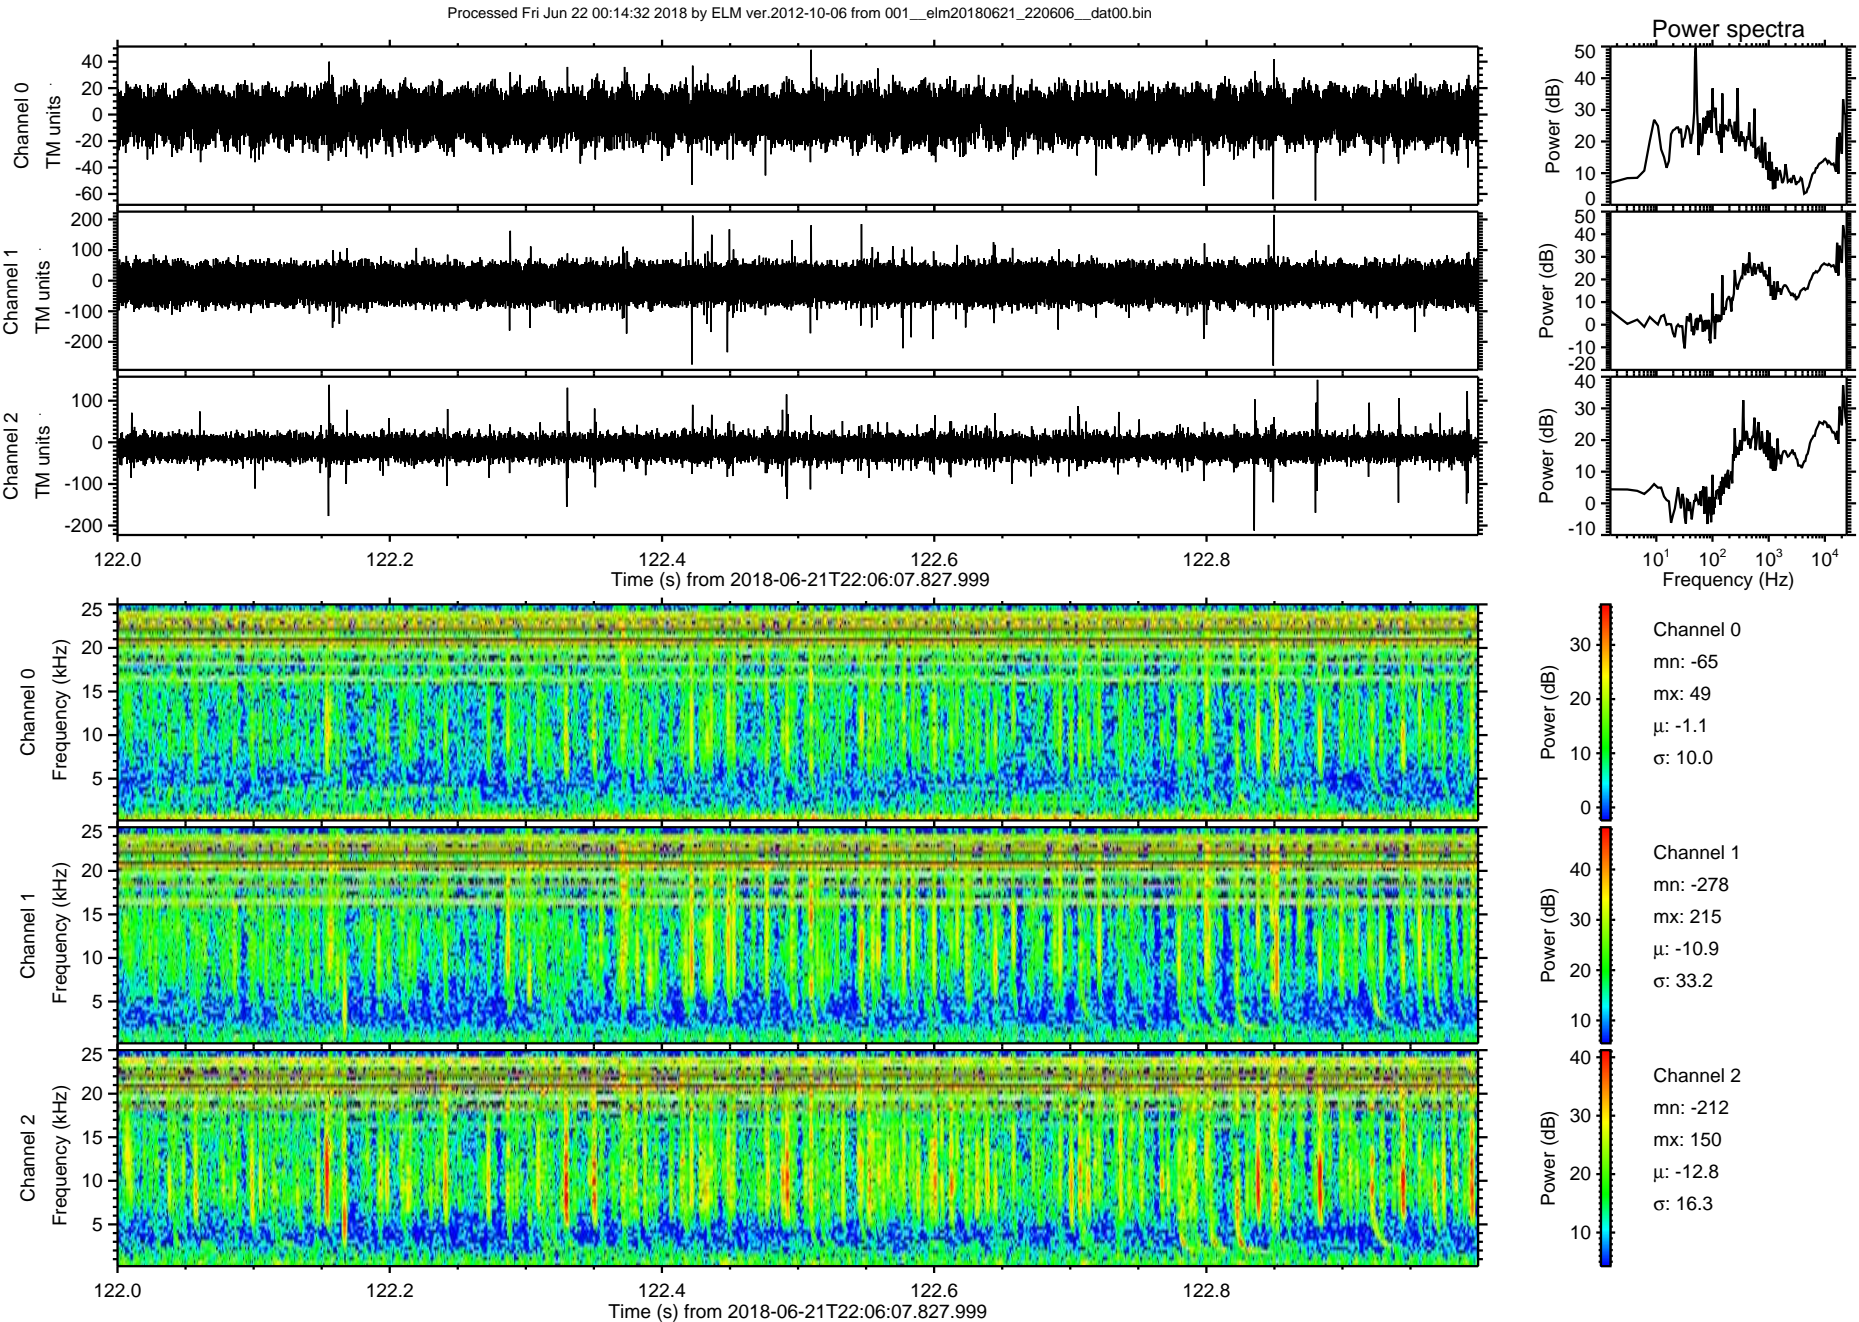 Processed Fri Jun 22 00:14:32 2018 by ELM ver.2012-10-06 from 001__elm20180621_220606__dat00.bin
Power spectra
Channel 0
TM units
40
20
0
-20
-40
-60
Power (dB)
50
40
30
20
10
0
Channel 1
TM units
200
100
0
-100
-200
Power (dB)
50
40
30
20
10
0
-10
-20
Channel 2
TM units
100
0
-100
-200
Power (dB)
40
30
20
10
0
-10
122.0 122.2 122.4 122.6 122.8
Time (s) from 2018-06-21T22:06:07.827.999
10^1 10^2 10^3 10^4
Frequency (Hz)
Channel 0
Frequency (kHz)
25
20
15
10
5
Power (dB)
30
20
10
0
Channel 0
mn: -65
mx: 49
μ: -1.1
σ: 10.0
Channel 1
Frequency (kHz)
25
20
15
10
5
Power (dB)
40
30
20
10
Channel 1
mn: -278
mx: 215
μ: -10.9
σ: 33.2
Channel 2
Frequency (kHz)
25
20
15
10
5
Power (dB)
40
30
20
10
Channel 2
mn: -212
mx: 150
μ: -12.8
σ: 16.3
122.0 122.2 122.4 122.6 122.8
Time (s) from 2018-06-21T22:06:07.827.999